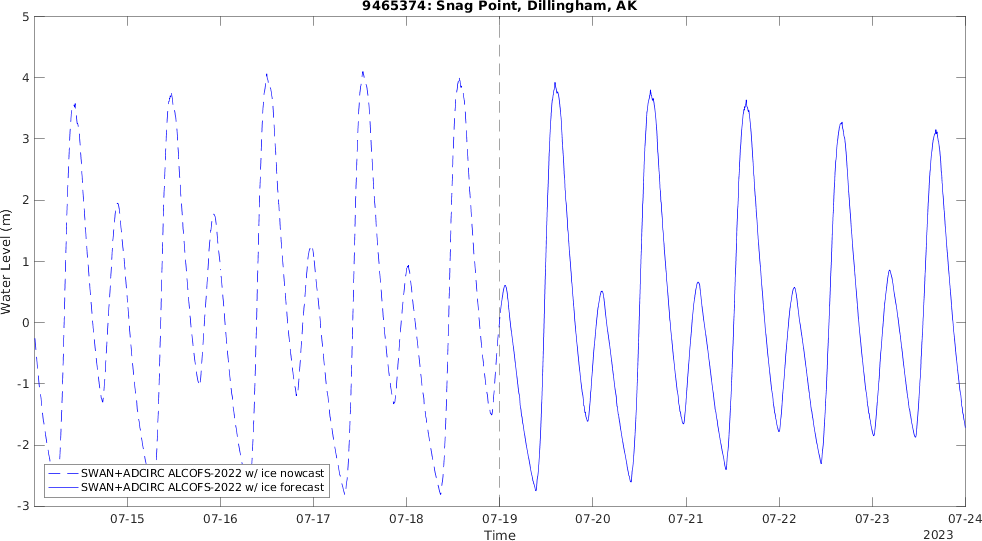 9465374: Snag Point, Dillingham, AK
5
4
3
2
1
0
-1
-2
-3
Water Level (m)
SWAN+ADCIRC ALCOFS-2022 w/ ice nowcast
SWAN+ADCIRC ALCOFS-2022 w/ ice forecast
07-15 07-16 07-17 07-18 07-19 07-20 07-21 07-22 07-23 07-24
Time
2023